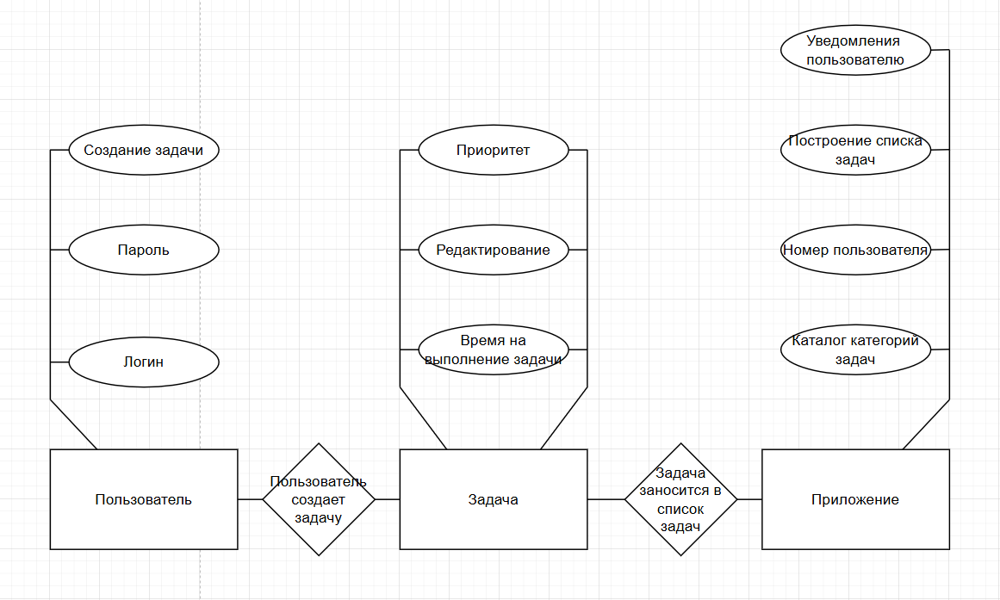 Уведомления
пользователю
Создание задачи
Приоритет
Построение списка
задач
Пароль
Редактирование
Номер пользователя
Логин
Время на
выполнение задачи
Каталог категорий
задач
Пользователь
Пользователь
создает
задачу
Задача
Задача
заносится в
список
задач
Приложение